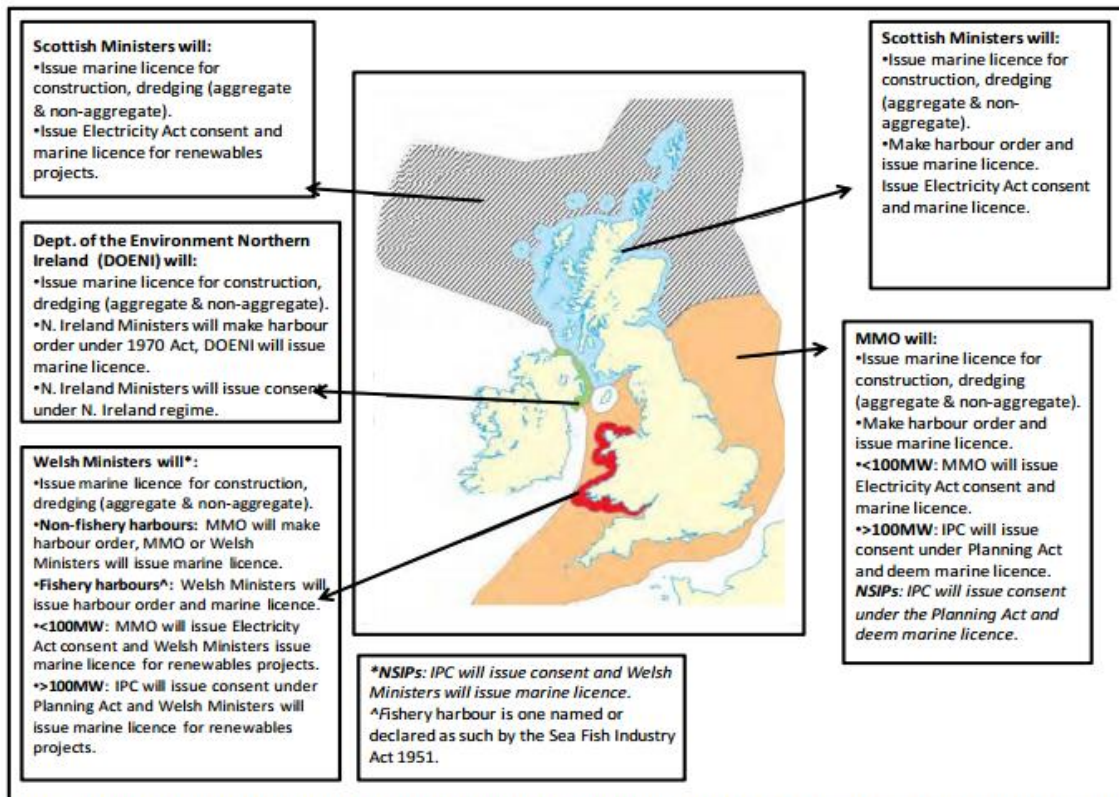 Scottish Ministers will:
•Issue marine licence for
construction, dredging (aggregate
& non-aggregate).
•Issue Electricity Act consent and
marine licence for renewables
projects.
Dept. of the Environment Northern
Ireland (DOENI) will:
•Issue marine licence for construction,
dredging (aggregate & non-aggregate).
•N. Ireland Ministers will make harbour
order under 1970 Act, DOENI will issue
marine licence.
•N. Ireland Ministers will issue consent
under N. Ireland regime.
Welsh Ministers will*:
•Issue marine licence for construction,
dredging (aggregate & non-aggregate).
•Non-fishery harbours: MMO will make
harbour order, MMO or Welsh
Ministers will issue marine licence.
•Fishery harbours^: Welsh Ministers will
issue harbour order and marine licence.
•<100MW: MMO will issue Electricity
Act consent and Welsh Ministers issue
marine licence for renewables projects.
•>100MW: IPC will issue consent under
Planning Act and Welsh Ministers will
issue marine licence for renewables
projects.
*NSIPs: IPC will issue consent and Welsh
Ministers will issue marine licence.
^Fishery harbour is one named or
declared as such by the Sea Fish Industry
Act 1951.
Scottish Ministers will:
•Issue marine licence for
construction, dredging
(aggregate & non-
aggregate).
•Make harbour order and
issue marine licence.
Issue Electricity Act consent
and marine licence.
MMO will:
•Issue marine licence for
construction, dredging
(aggregate & non-aggregate).
•Make harbour order and
issue marine licence.
•<100MW: MMO will issue
Electricity Act consent and
marine licence.
•>100MW: IPC will issue
consent under Planning Act
and deem marine licence.
NSIPs: IPC will issue consent
under the Planning Act and
deem marine licence.